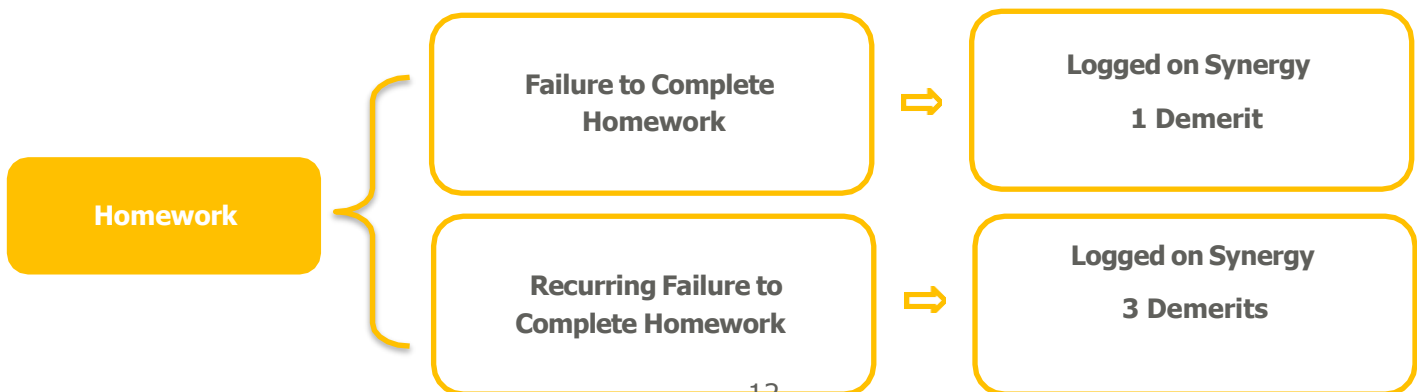 Failure to Complete
Homework
Logged on Synergy
1 Demerit
Homework
Recurring Failure to
Complete Homework
Logged on Synergy
3 Demerits